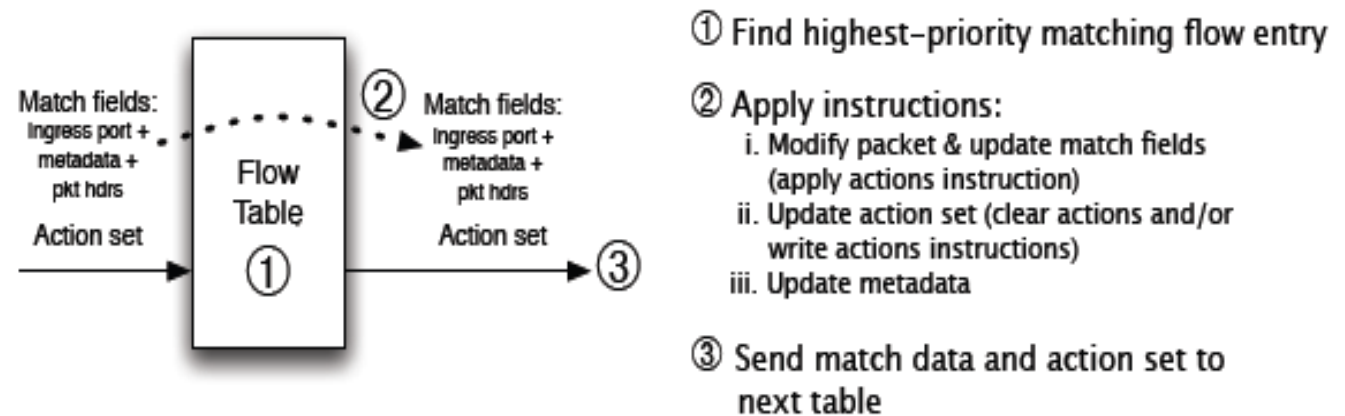 Match fields:
Ingress port +
metadata +
pkt hdrs
Action set
Flow
Table
①
②
Match fields:
Ingress port +
metadata +
pkt hdrs
Action set
③
① Find highest-priority matching flow entry
② Apply instructions:
i. Modify packet & update match fields
(apply actions instruction)
ii. Update action set (clear actions and/or
write actions instructions)
iii. Update metadata
③ Send match data and action set to
next table